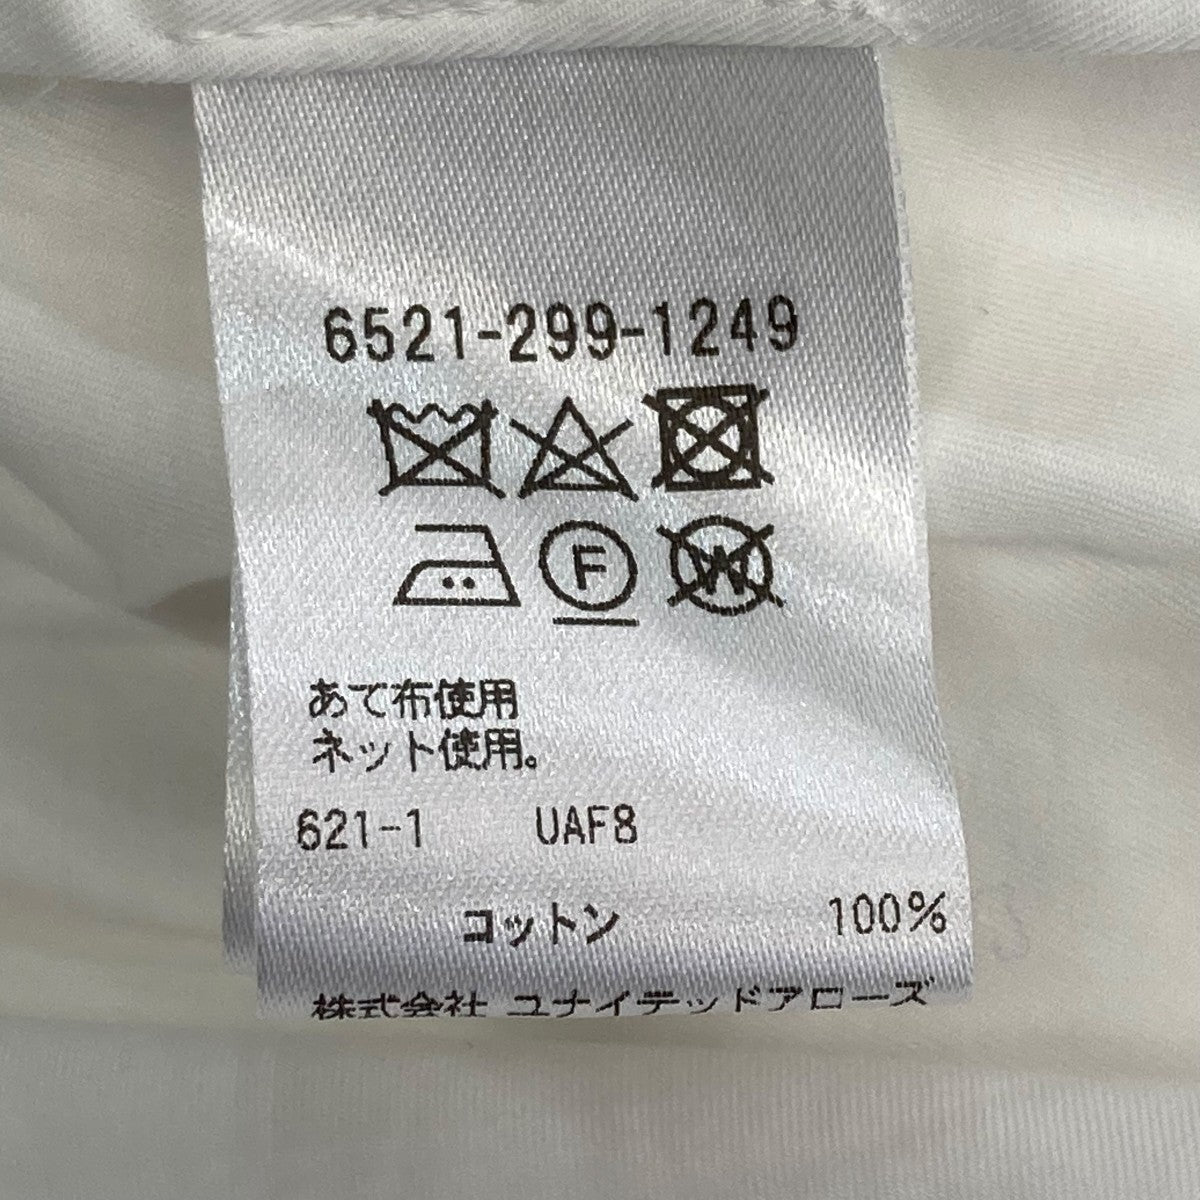 6521-299-1249
F
W
あて布使用
ネット使用。
621-1 UAF8
コットン 100%
株式会社 ユナイテッドアローズ